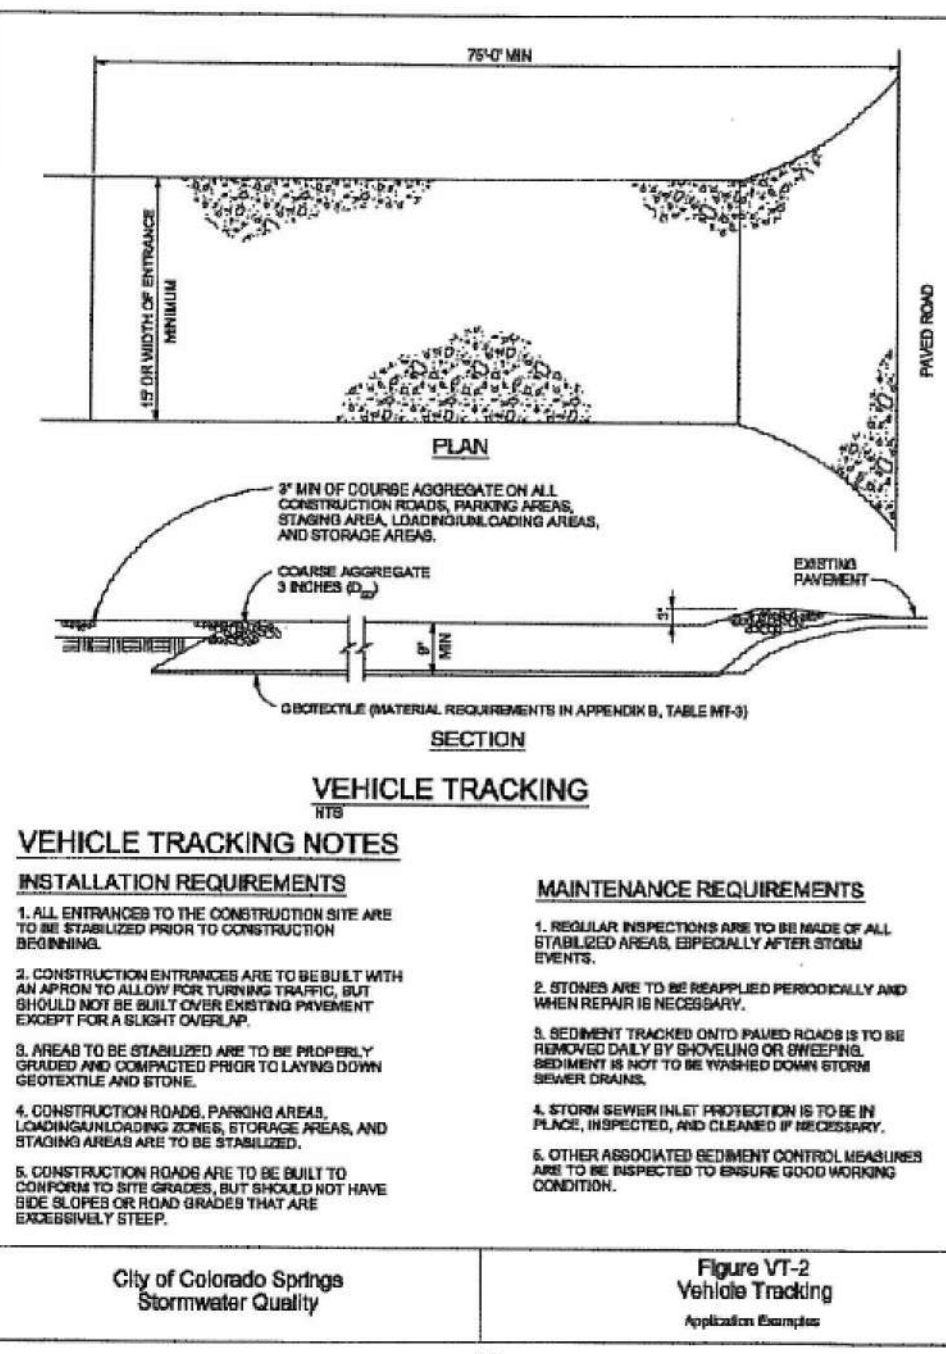 75'-0" MIN
15' OR WIDTH OF ENTRANCE
MINIMUM
PAVED ROAD
PLAN
3" MIN OF COURSE AGGREGATE ON ALL
CONSTRUCTION ROADS, PARKING AREAS,
STAGING AREA, LOADING/UNLOADING AREAS,
AND STORAGE AREAS.
COARSE AGGREGATE
3 INCHES (D50)
EXISTING
PAVEMENT
3"
9"
MIN
GEOTEXTILE (MATERIAL REQUIREMENTS IN APPENDIX B, TABLE MT-3)
SECTION
VEHICLE TRACKING
NTS
VEHICLE TRACKING NOTES
INSTALLATION REQUIREMENTS
1. ALL ENTRANCES TO THE CONSTRUCTION SITE ARE
TO BE STABILIZED PRIOR TO CONSTRUCTION
BEGINNING.
2. CONSTRUCTION ENTRANCES ARE TO BE BUILT WITH
AN APRON TO ALLOW FOR TURNING TRAFFIC, BUT
SHOULD NOT BE BUILT OVER EXISTING PAVEMENT
EXCEPT FOR A SLIGHT OVERLAP.
3. AREAS TO BE STABILIZED ARE TO BE PROPERLY
GRADED AND COMPACTED PRIOR TO LAYING DOWN
GEOTEXTILE AND STONE.
4. CONSTRUCTION ROADS, PARKING AREAS,
LOADING/UNLOADING ZONES, STORAGE AREAS, AND
STAGING AREAS ARE TO BE STABILIZED.
5. CONSTRUCTION ROADS ARE TO BE BUILT TO
CONFORM TO SITE GRADES, BUT SHOULD NOT HAVE
SIDE SLOPES OR ROAD GRADES THAT ARE
EXCESSIVELY STEEP.
MAINTENANCE REQUIREMENTS
1. REGULAR INSPECTIONS ARE TO BE MADE OF ALL
STABILIZED AREAS, ESPECIALLY AFTER STORM
EVENTS.
2. STONES ARE TO BE REAPPLIED PERIODICALLY AND
WHEN REPAIR IS NECESSARY.
3. SEDIMENT TRACKED ONTO PAVED ROADS IS TO BE
REMOVED DAILY BY SHOVELING OR SWEEPING.
SEDIMENT IS NOT TO BE WASHED DOWN STORM
SEWER DRAINS.
4. STORM SEWER INLET PROTECTION IS TO BE IN
PLACE, INSPECTED, AND CLEANED IF NECESSARY.
5. OTHER ASSOCIATED SEDIMENT CONTROL MEASURES
ARE TO BE INSPECTED TO ENSURE GOOD WORKING
CONDITION.
City of Colorado Springs
Stormwater Quality
Figure VT-2
Vehicle Tracking
Application Examples